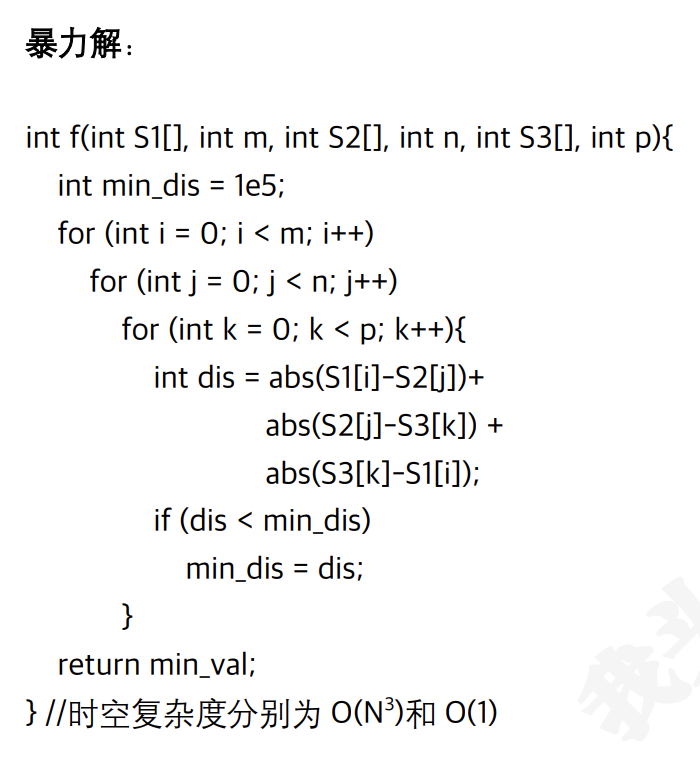 暴力解：
int f(int S1[], int m, int S2[], int n, int S3[], int p){
int min_dis = 1e5;
for (int i = 0; i < m; i++)
for (int j = 0; j < n; j++)
for (int k = 0; k < p; k++){
int dis = abs(S1[i]-S2[j])+
abs(S2[j]-S3[k]) +
abs(S3[k]-S1[i]);
if (dis < min_dis)
min_dis = dis;
}
return min_val;
} //时空复杂度分别为 O(N³)和 O(1)
我